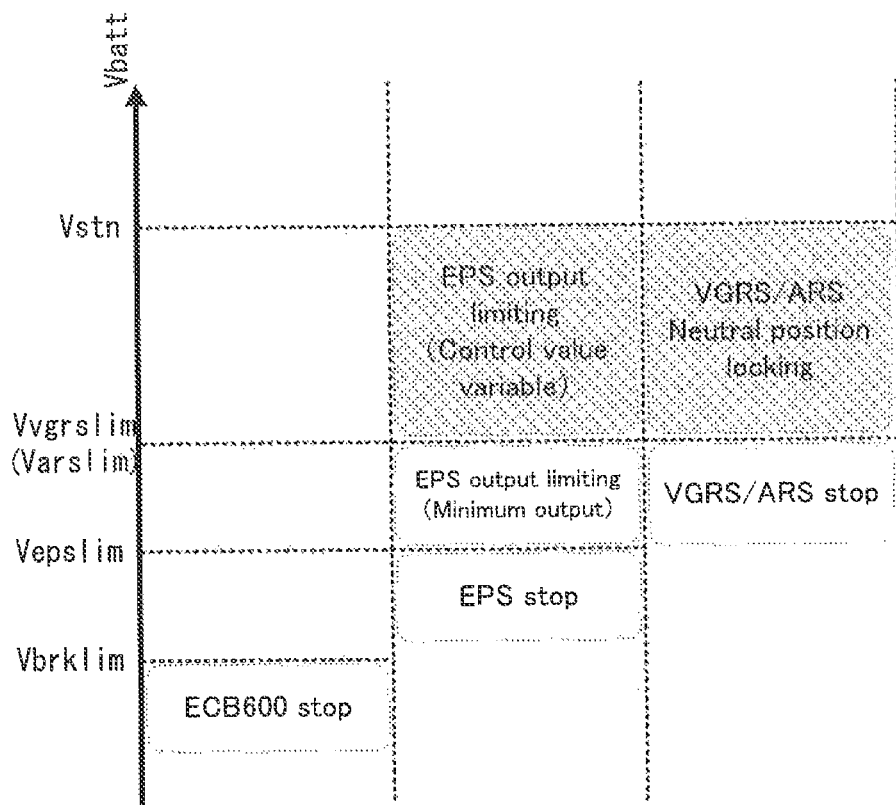 Vbatt
Vstn
EPS output
limiting
(Control value
variable)
VGRS/ARS
Neutral position
locking
Vvgrslim
(Varslim)
EPS output limiting
(Minimum output)
VGRS/ARS stop
Vepslim
EPS stop
Vbrklim
ECB600 stop